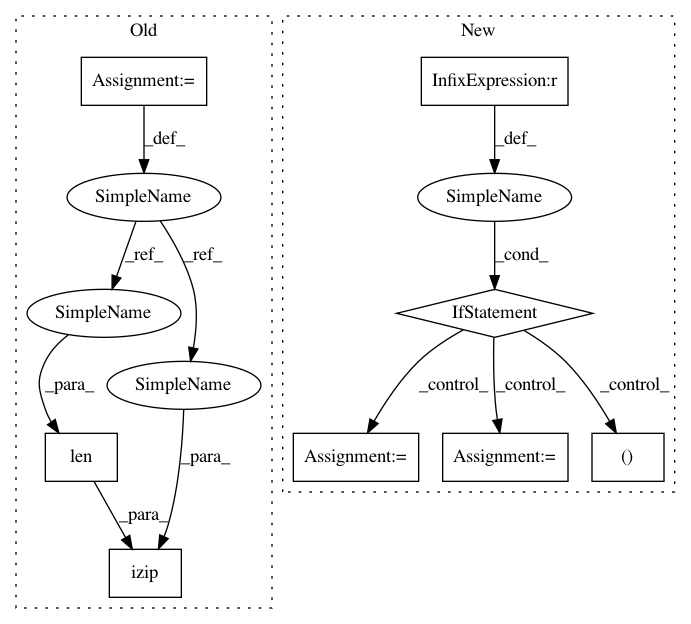 Old
New
Assignment:=
InfixExpression:r
_def_
_def_
SimpleName
SimpleName
_ref_
_ref_
_cond_
SimpleName
IfStatement
SimpleName
_para_
_para_
_control_
_control_
_control_
len
Assignment:=
Assignment:=
()
_para_
izip